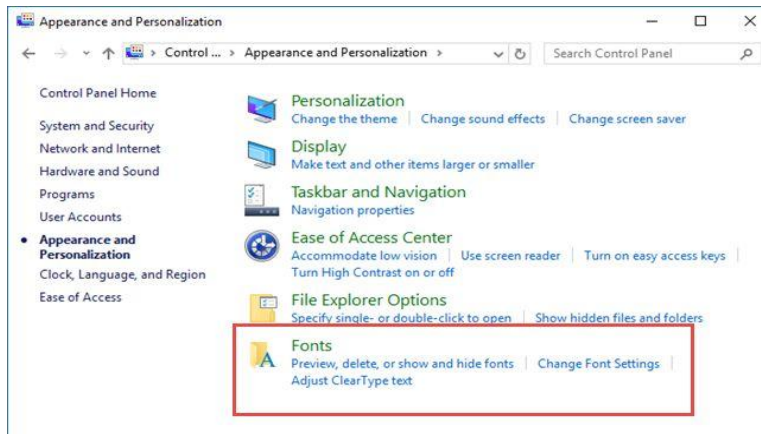 Appearance and Personalization
Control ... > Appearance and Personalization >
Search Control Panel
Control Panel Home
System and Security
Network and Internet
Hardware and Sound
Programs
User Accounts
Appearance and
Personalization
Clock, Language, and Region
Ease of Access
Personalization
Change the theme | Change sound effects | Change screen saver
Display
Make text and other items larger or smaller
Taskbar and Navigation
Navigation properties
Ease of Access Center
Accommodate low vision | Use screen reader | Turn on easy access keys |
Turn High Contrast on or off
File Explorer Options
Specify single- or double-click to open | Show hidden files and folders
Fonts
Preview, delete, or show and hide fonts | Change Font Settings |
Adjust ClearType text